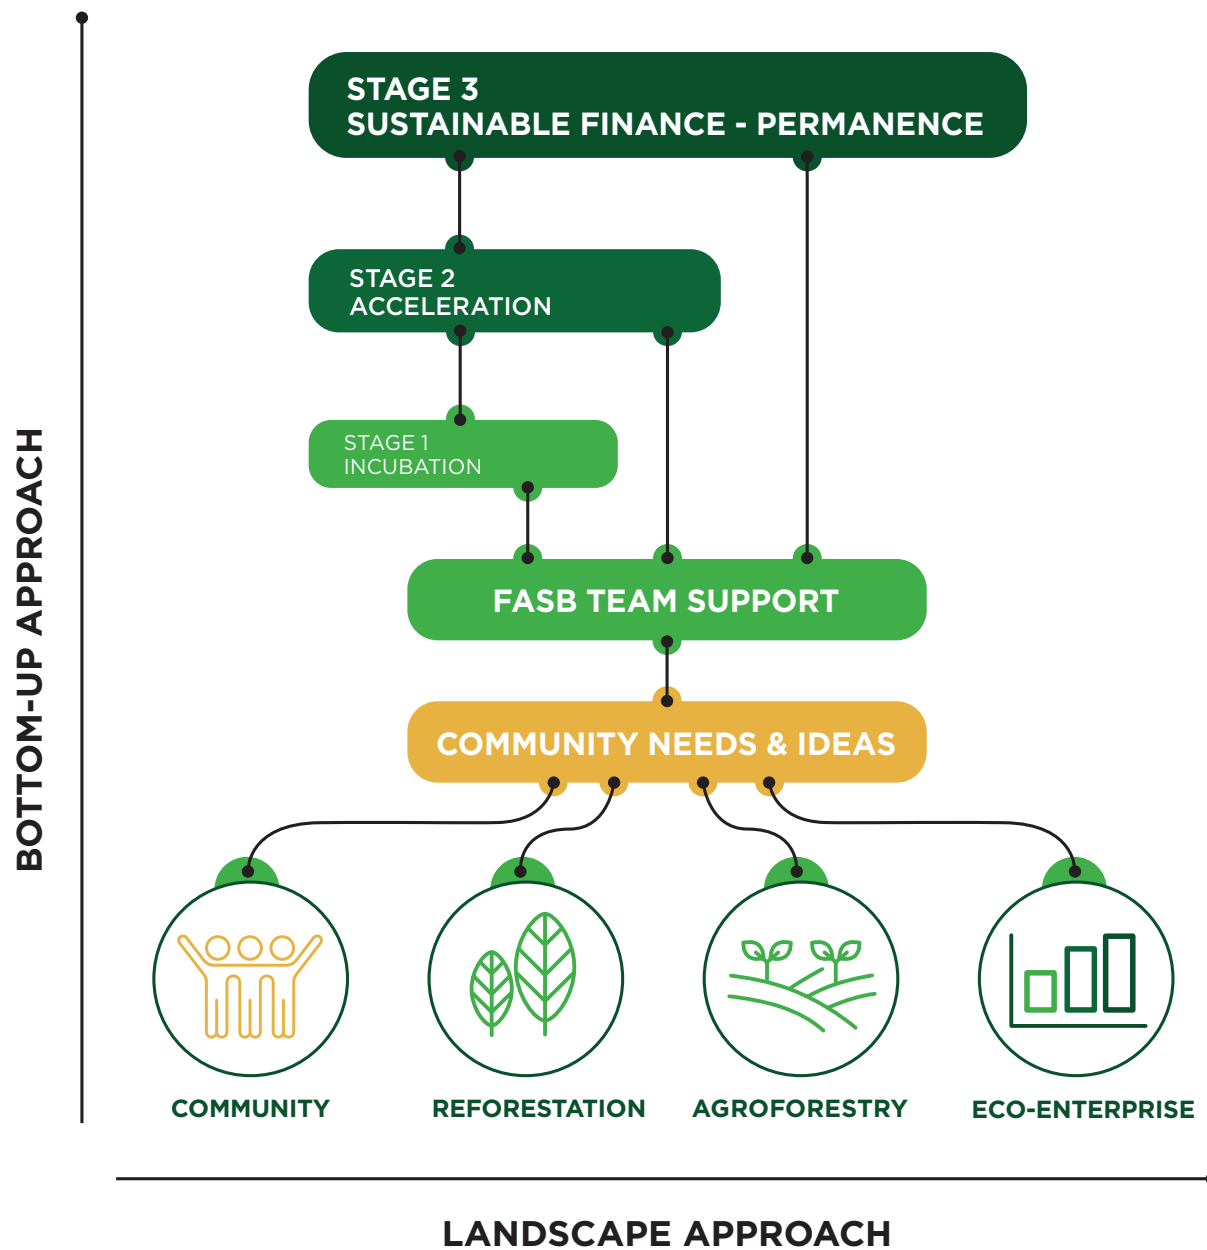 STAGE 3
SUSTAINABLE FINANCE - PERMANENCE
STAGE 2
ACCELERATION
STAGE 1
INCUBATION
FASB TEAM SUPPORT
COMMUNITY NEEDS & IDEAS
COMMUNITY
REFORESTATION
AGROFORESTRY
ECO-ENTERPRISE
BOTTOM-UP APPROACH
LANDSCAPE APPROACH